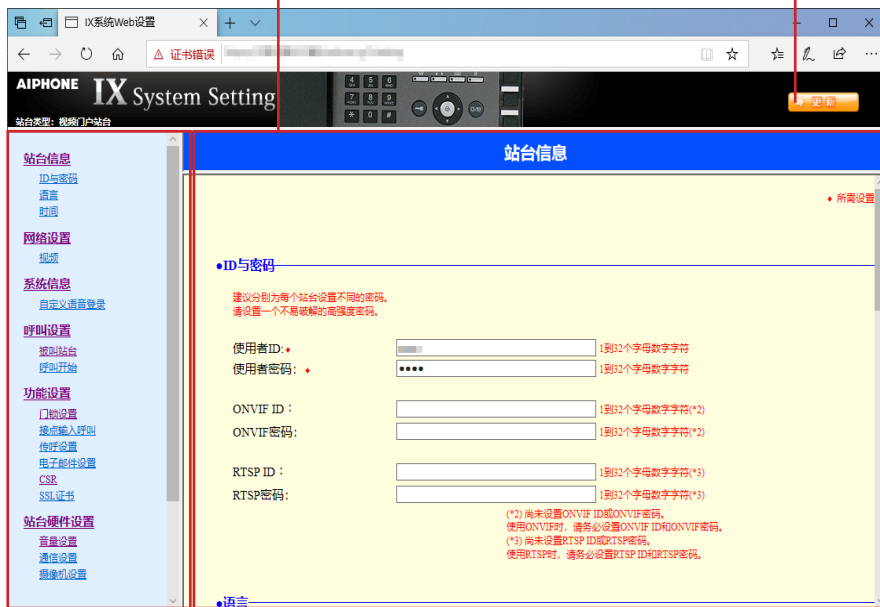 IX系统Web设置
证书错误
AIPHONE IX System Setting
更新
站台类型：视频门户站台
站台信息
ID与密码
语言
时间
网络设置
视频
系统信息
自定义语音登录
呼叫设置
被叫站台
呼叫开始
功能设置
门锁设置
接点输入呼叫
传呼设置
电子邮件设置
CSR
SSL证书
站台硬件设置
音量设置
通信设置
摄像机设置
站台信息
♦ 所需设置
●ID与密码
建议分别为每个站台设置不同的密码。
请设置一个不易破解的高强度密码。
使用者ID:♦ 1到32个字母数字字符
使用者密码：♦ •••• 1到32个字母数字字符
ONVIF ID： 1到32个字母数字字符(*2)
ONVIF密码： 1到32个字母数字字符(*2)
RTSP ID： 1到32个字母数字字符(*3)
RTSP密码： 1到32个字母数字字符(*3)
(*2) 尚未设置ONVIF ID或ONVIF密码。
使用ONVIF时，请务必设置ONVIF ID和ONVIF密码。
(*3) 尚未设置RTSP ID或RTSP密码。
使用RTSP时，请务必设置RTSP ID和RTSP密码。
●语言